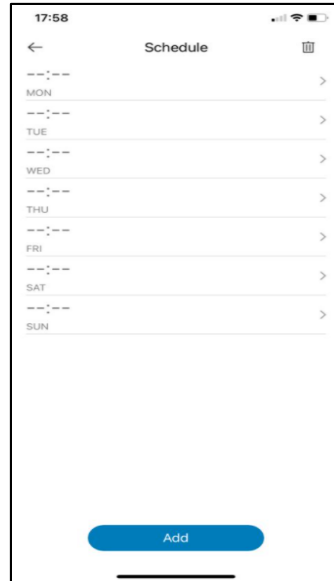 17:58
Schedule
--:--
MON
--:--
TUE
--:--
WED
--:--
THU
--:--
FRI
--:--
SAT
--:--
SUN
Add